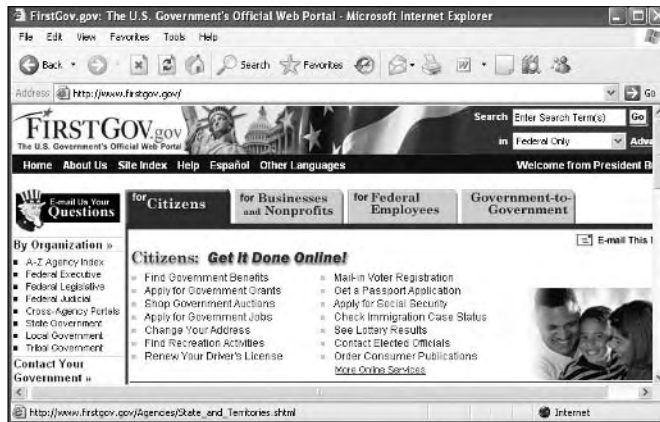 FirstGov.gov: The U.S. Government's Official Web Portal - Microsoft Internet Explorer
File Edit View Favorites Tools Help
Back Search Favorites
Address http://www.firstgov.gov/ Go
FIRSTGOV.gov
The U.S. Government's Official Web Portal
Search Enter Search Term(s) Go
in Federal Only
Home About Us Site Index Help Español Other Languages Welcome from President
E-mail Us Your
Questions
for Citizens
for Businesses
and Nonprofits
for Federal
Employees
Government-to-
Government
E-mail This
By Organization »
A-Z Agency Index
Federal Executive
Federal Legislative
Federal Judicial
Cross-Agency Portals
State Government
Local Government
Tribal Government
Contact Your
Government »
Citizens: Get It Done Online!
Find Government Benefits
Apply for Government Grants
Shop Government Auctions
Apply for Government Jobs
Change Your Address
Find Recreation Activities
Renew Your Driver's License
Mail-in Voter Registration
Get a Passport Application
Apply for Social Security
Check Immigration Case Status
See Lottery Results
Contact Elected Officials
Order Consumer Publications
More Online Services
http://www.firstgov.gov/Agencies/State_and_Territories.shtml Internet